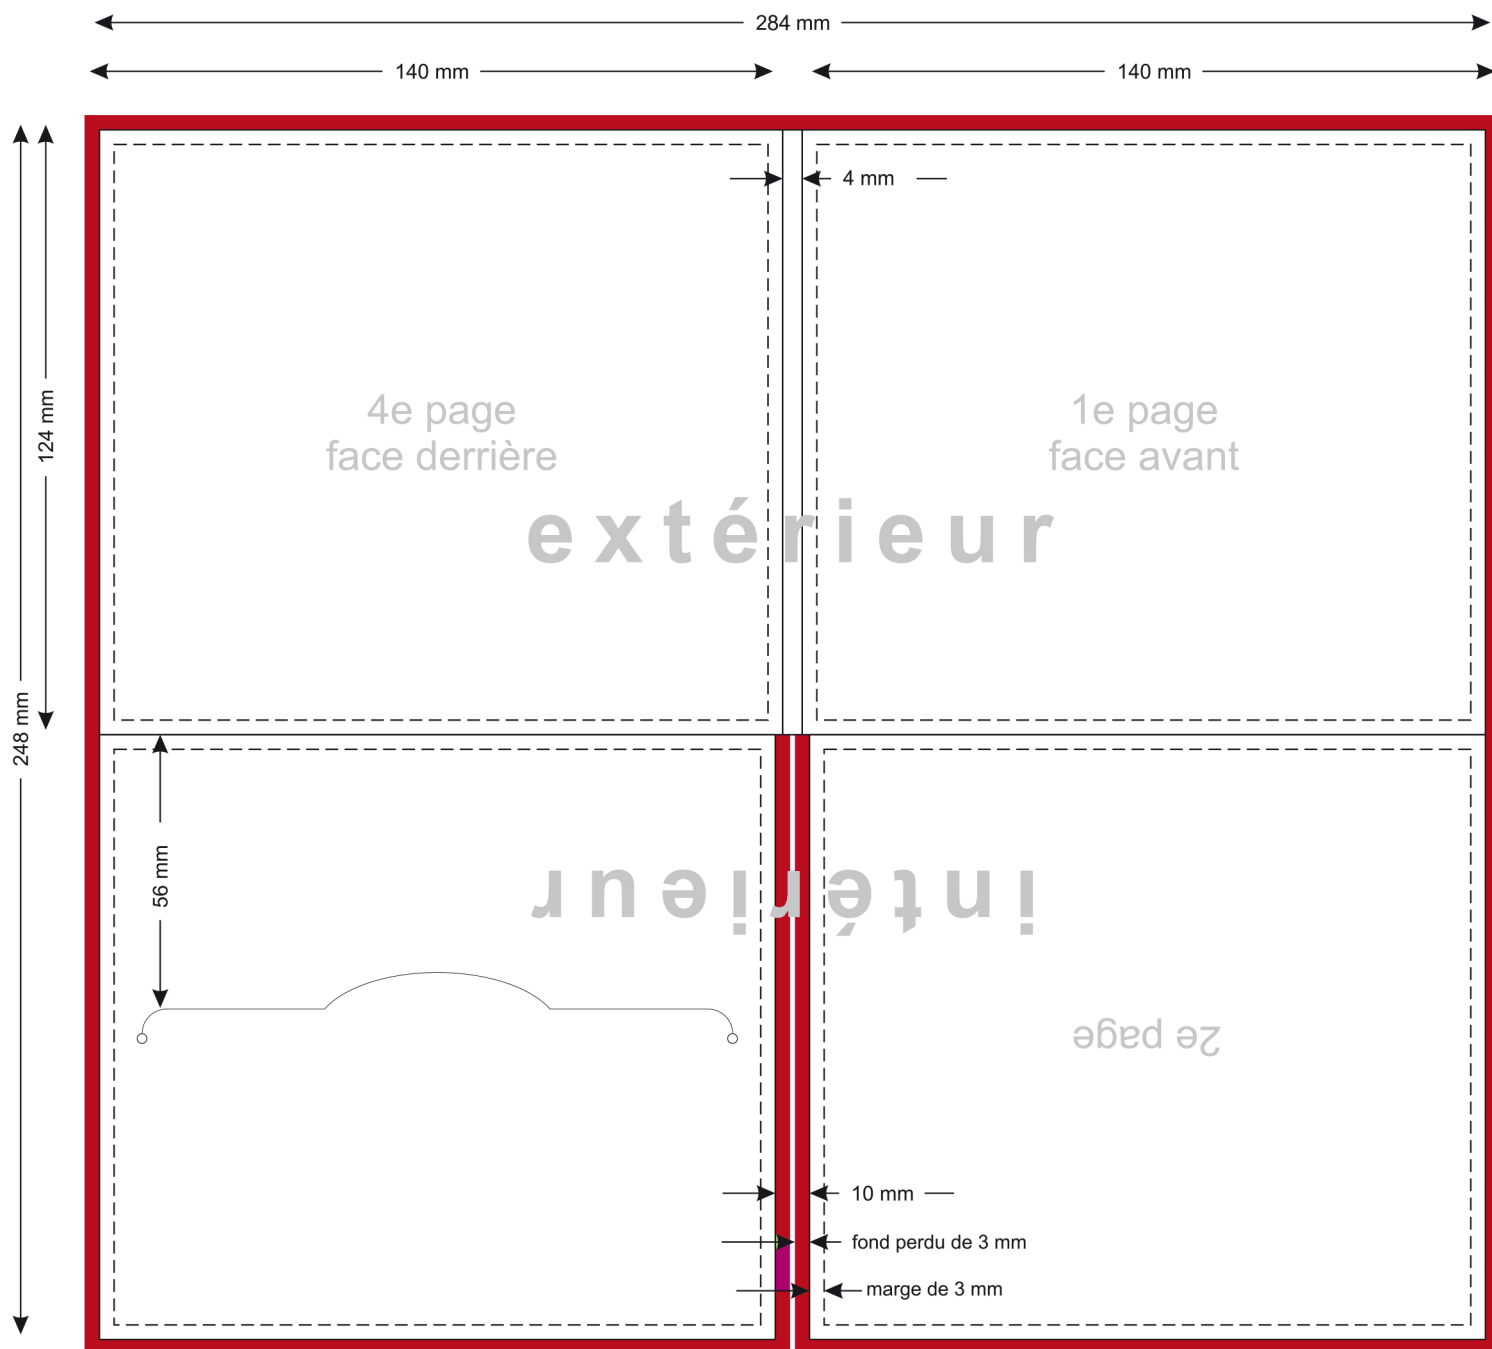 284 mm
140 mm
140 mm
4 mm
124 mm
248 mm
4e page
face derrière
1e page
face avant
extérieur
56 mm
intérieur
2e page
10 mm
fond perdu de 3 mm
marge de 3 mm